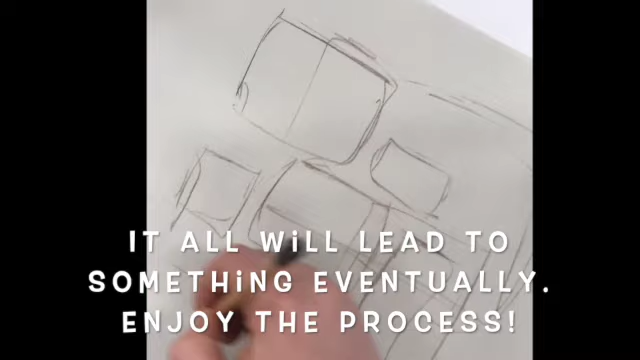 IT ALL WiLL LEAD TO
SOMETHiNG EVENTUALLY.
ENJOY THE PROCESS!